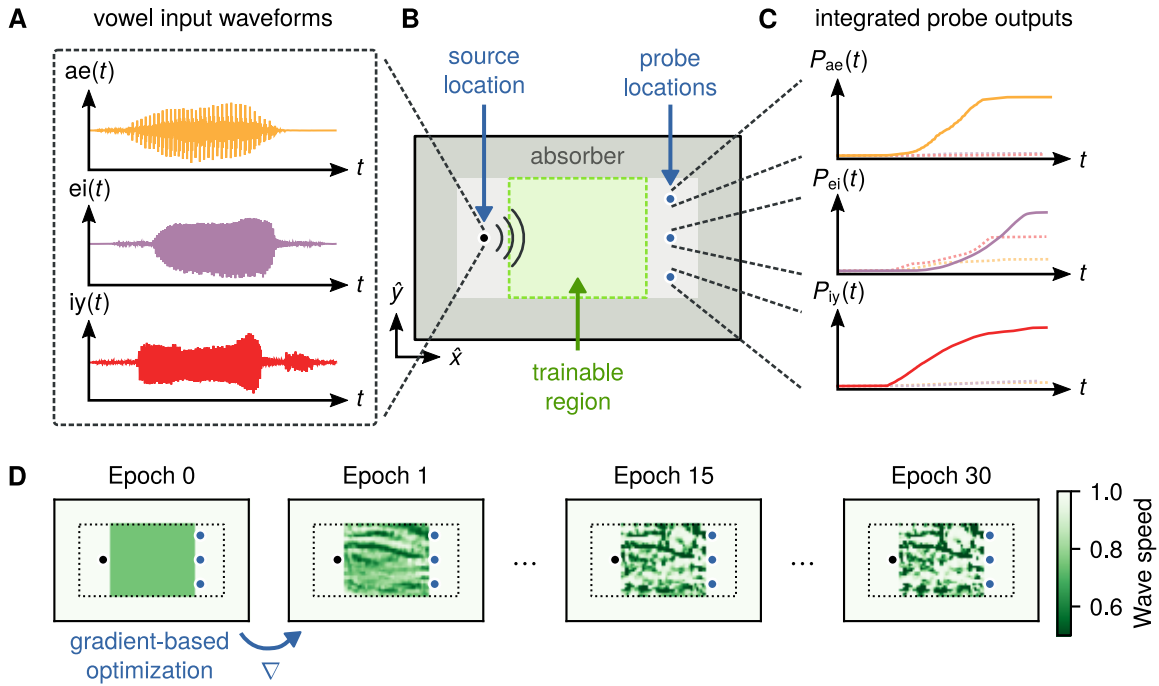 A
vowel input waveforms
ae(t)
t
ei(t)
t
iy(t)
t
B
source
location
probe
locations
absorber
ŷ
x̂
trainable
region
C
integrated probe outputs
Pae(t)
t
Pei(t)
t
Piy(t)
t
D
Epoch 0
Epoch 1
...
Epoch 15
...
Epoch 30
1.0
0.8
0.6
Wave speed
gradient-based
optimization
∇